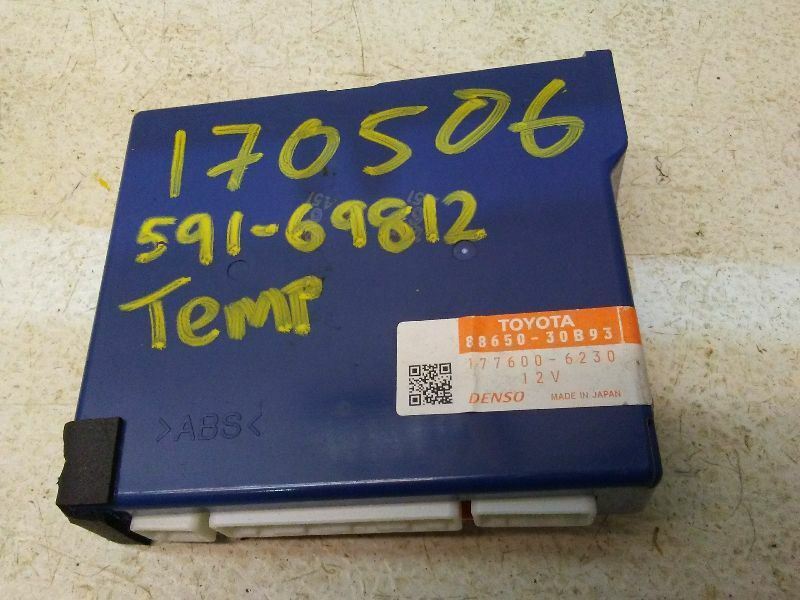 170506
591-69812
Temp
TOYOTA
88650-30B93
177600-6230
12V
DENSO MADE IN JAPAN
>ABS<